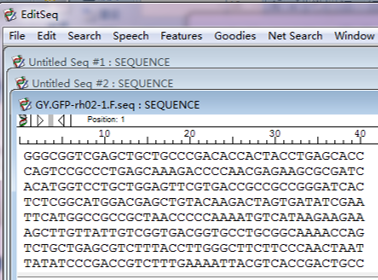 EditSeq
File Edit Search Speech Features Goodies Net Search Window
Untitled Seq #1 : SEQUENCE
Untitled Seq #2 : SEQUENCE
GY.GFP-rh02-1.F.seq : SEQUENCE
Position: 1
10 20 30 40
GGGCGGTCGAGCTGCTGCCCGACACCACTACCTGAGCACC
CAGTCCGCCCTGAGCAAAGACCCCAACGAGAAGCGCGATC
ACATGGTCCTGCTGGAGTTCGTGACCGCCGCCGGGATCAC
TCTCGGCATGGACGAGCTGTACAAGACTAGTGATATCGAA
TTCATGGCCGCCGCTAACCCCCAAAATGTCATAAGAAGAA
AGCTTGTTATTGTCGGTGACGGTGCCTGCGGCAAAACCAG
TCTGCTGAGCGTCTTTACCTTGGGCTTCTTCCCAACTAAT
TATATCCCGACCGTCTTTGAAAATTACGTCACCGACTGCC